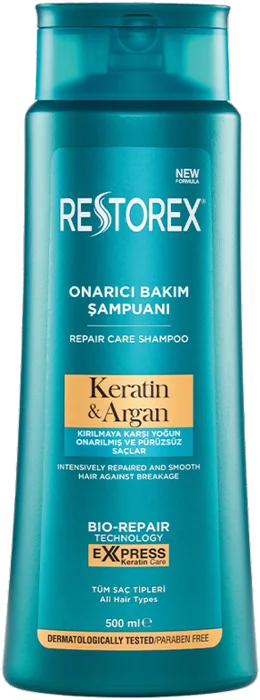 NEW
FORMULA
RESTOREX®
ONARICI BAKIM
ŞAMPUANI
REPAIR CARE SHAMPOO
Keratin
& Argan
KIRILMAYA KARŞI YOĞUN
ONARILMIŞ VE PÜRÜZSÜZ
SAÇLAR
INTENSIVELY REPAIRED AND SMOOTH
HAIR AGAINST BREAKAGE
BIO-REPAIR
TECHNOLOGY
EXXPRESS
Keratin Care
TÜM SAÇ TİPLERİ
All Hair Types
500 ml ℮
DERMATOLOGICALLY TESTED/PARABEN FREE